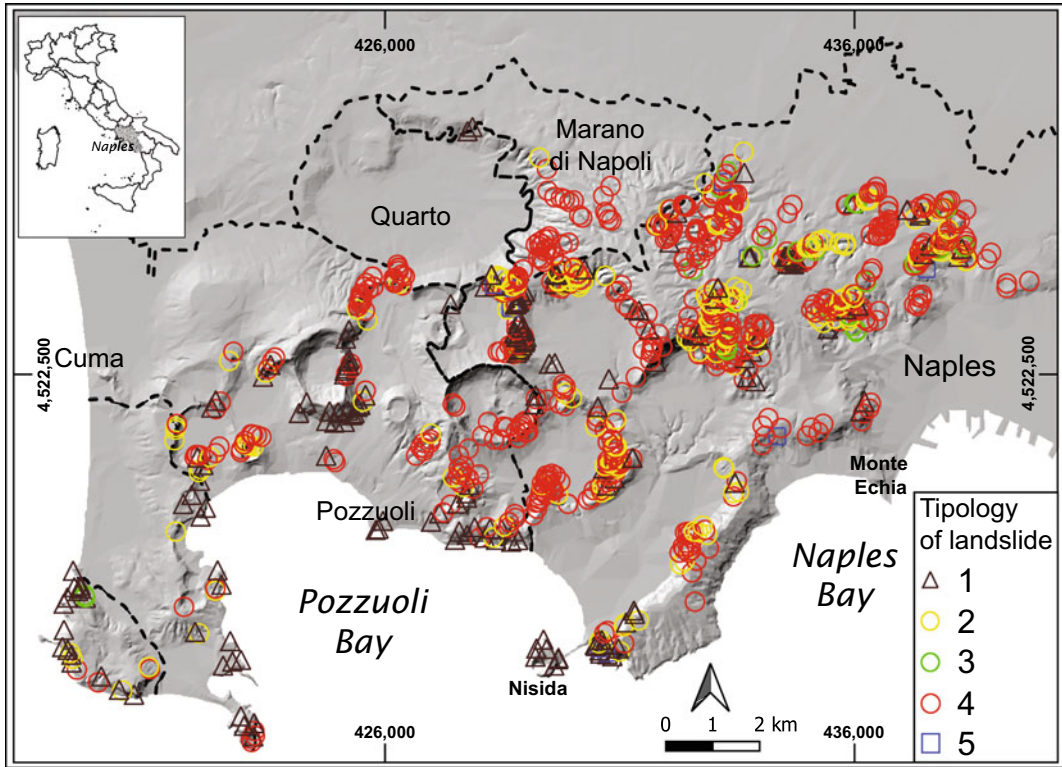 426,000
436,000
Naples
Marano
di Napoli
Quarto
Cuma
4,522,500
Naples
4,522,500
Monte
Echia
Pozzuoli
Pozzuoli
Bay
Naples
Bay
Nisida
0 1 2 km
426,000
436,000
Tipology
of landslide
1
2
3
4
5